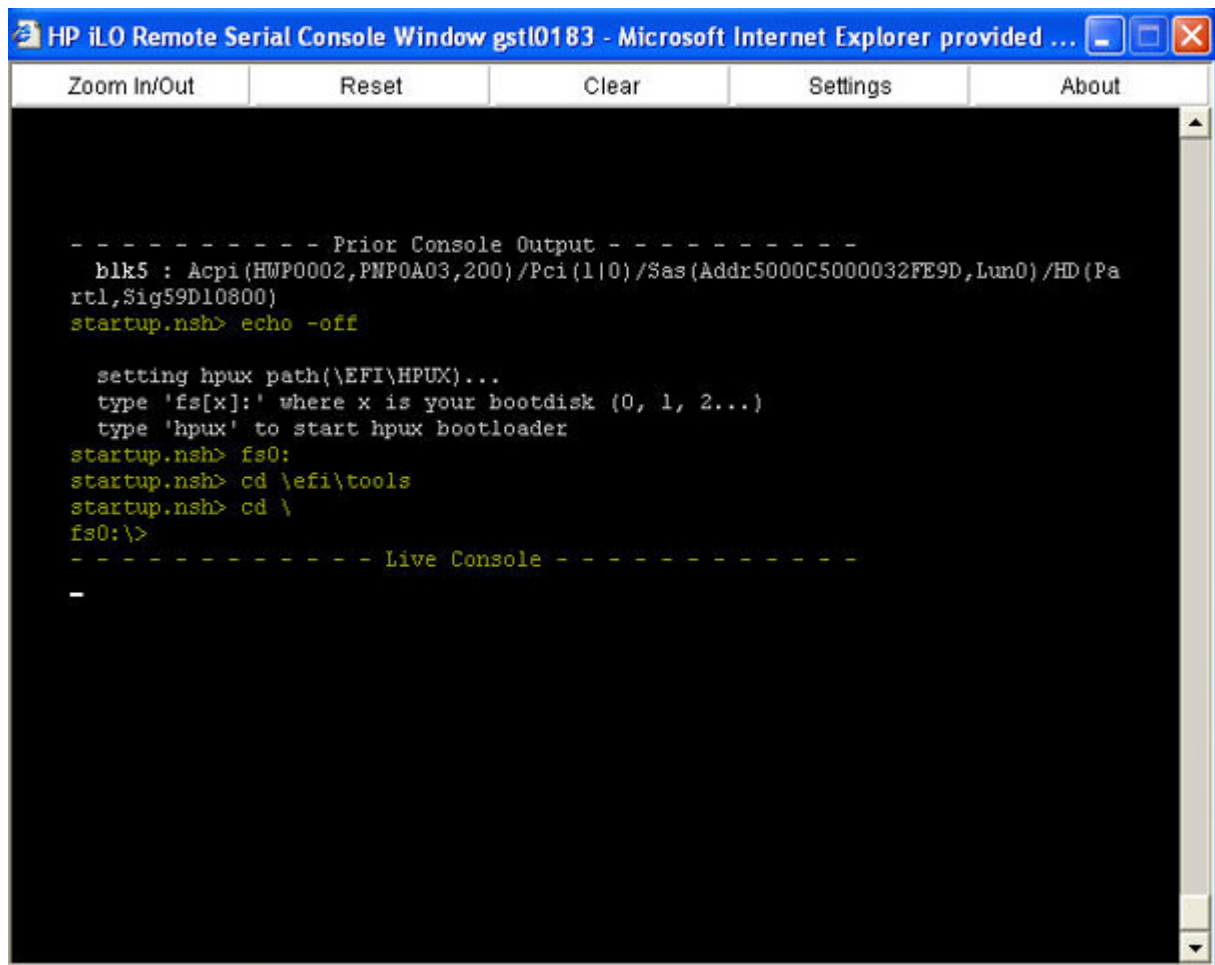 HP iLO Remote Serial Console Window gstl0183 - Microsoft Internet Explorer provided ...
Zoom In/Out Reset Clear Settings About
- - - - - - - - - - Prior Console Output - - - - - - - - - -
blk5 : Acpi(HWP0002,PNP0A03,200)/Pci(1|0)/Sas(Addr5000C5000032FE9D,Lun0)/HD(Pa
rt1,Sig59D10800)
startup.nsh> echo -off
setting hpux path(\EFI\HPUX)...
type 'fs[x]:' where x is your bootdisk (0, 1, 2...)
type 'hpux' to start hpux bootloader
startup.nsh> fs0:
startup.nsh> cd \efi\tools
startup.nsh> cd \
fs0:\>
- - - - - - - - - - - - Live Console - - - - - - - - - - - -